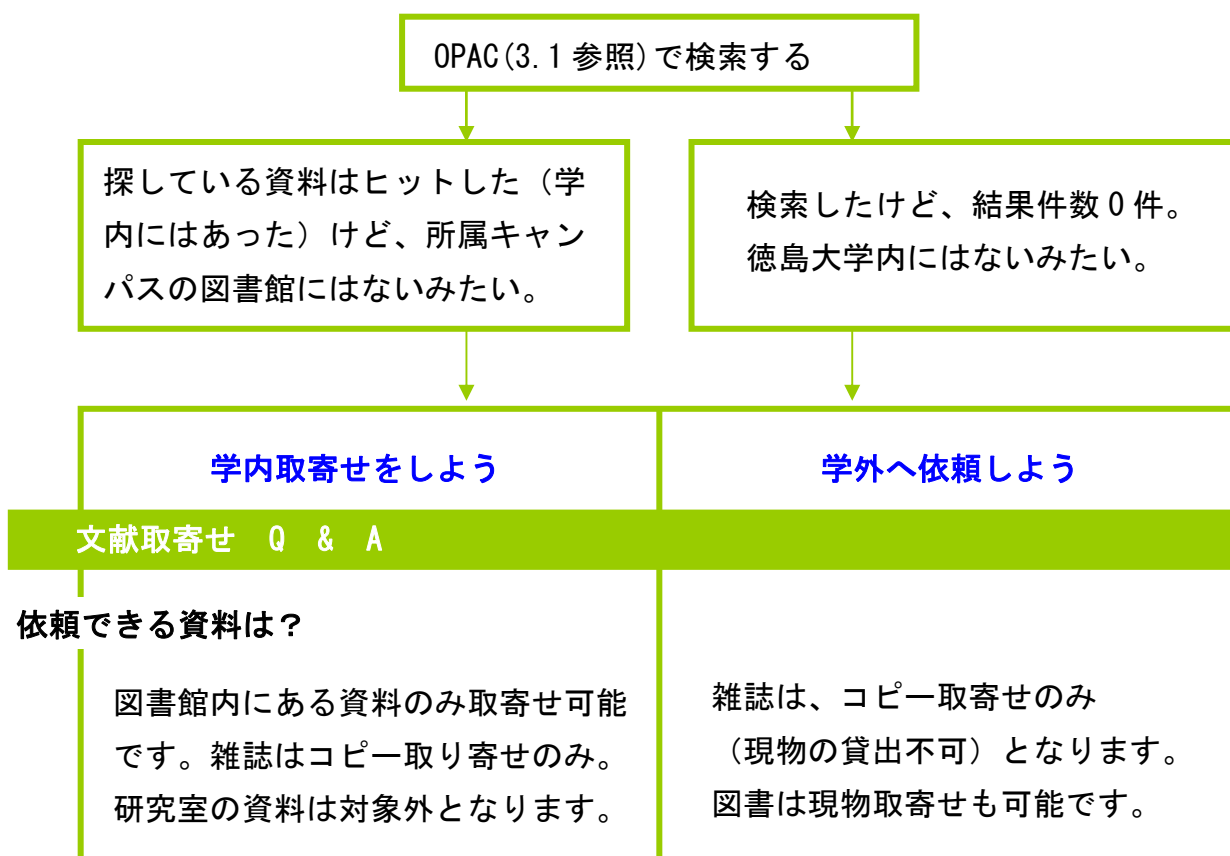 OPAC(3.1参照)で検索する
探している資料はヒットした（学
内にはあった）けど、所属キャン
パスの図書館にはないみたい。
検索したけど、結果件数0件。
徳島大学内にはないみたい。
学内取寄せをしよう
学外へ依頼しよう
文献取寄せ　Q　&　A
依頼できる資料は？
図書館内にある資料のみ取寄せ可能
です。雑誌はコピー取り寄せのみ。
研究室の資料は対象外となります。
雑誌は、コピー取寄せのみ
（現物の貸出不可）となります。
図書は現物取寄せも可能です。